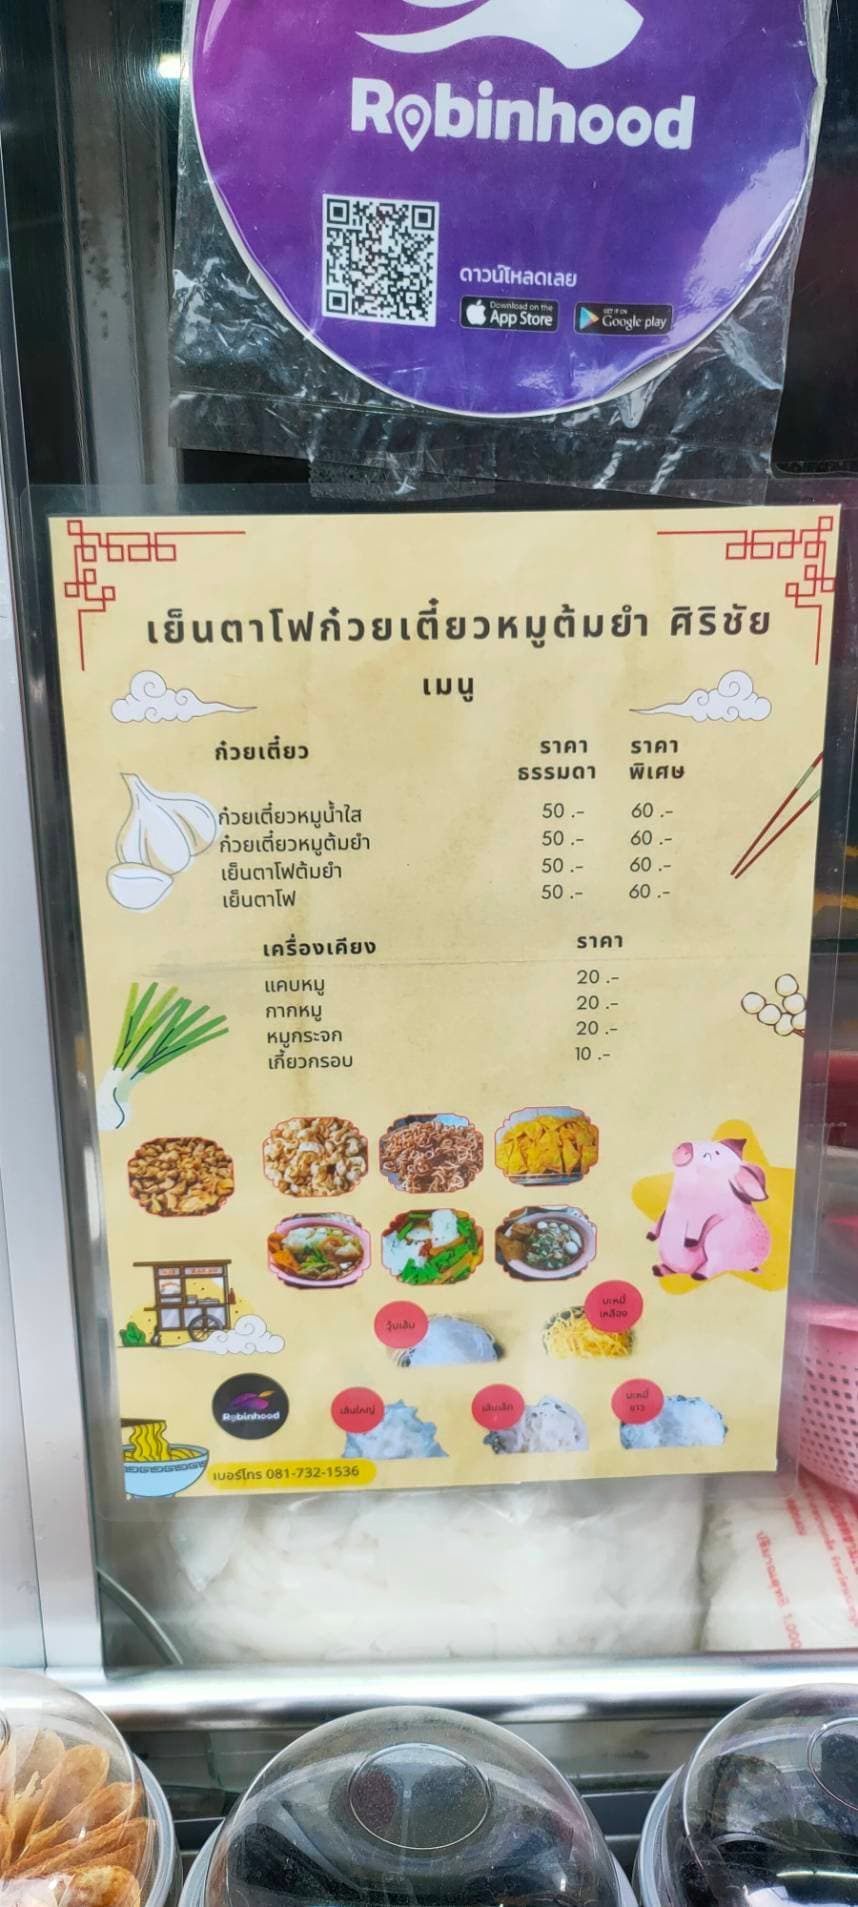 Robinhood
ดาวน์โหลดเลย
Download on the
App Store
GET IT ON
Google play
เย็นตาโฟก๋วยเตี๋ยวหมูต้มยำ ศิริชัย
เมนู
ก๋วยเตี๋ยว ราคา ราคา
ธรรมดา พิเศษ
ก๋วยเตี๋ยวหมูน้ำใส 50 .- 60 .-
ก๋วยเตี๋ยวหมูต้มยำ 50 .- 60 .-
เย็นตาโฟต้มยำ 50 .- 60 .-
เย็นตาโฟ 50 .- 60 .-
เครื่องเคียง ราคา
แคบหมู 20 .-
กากหมู 20 .-
หมูกระจก 20 .-
เกี้ยวกรอบ 10 .-
บะหมี่
เหลือง
วุ้นเส้น
Robinhood
เส้นใหญ่
เส้นเล็ก
บะหมี่
ขาว
เบอร์โทร 081-732-1536
ปริมาณสุทธิ 1,000